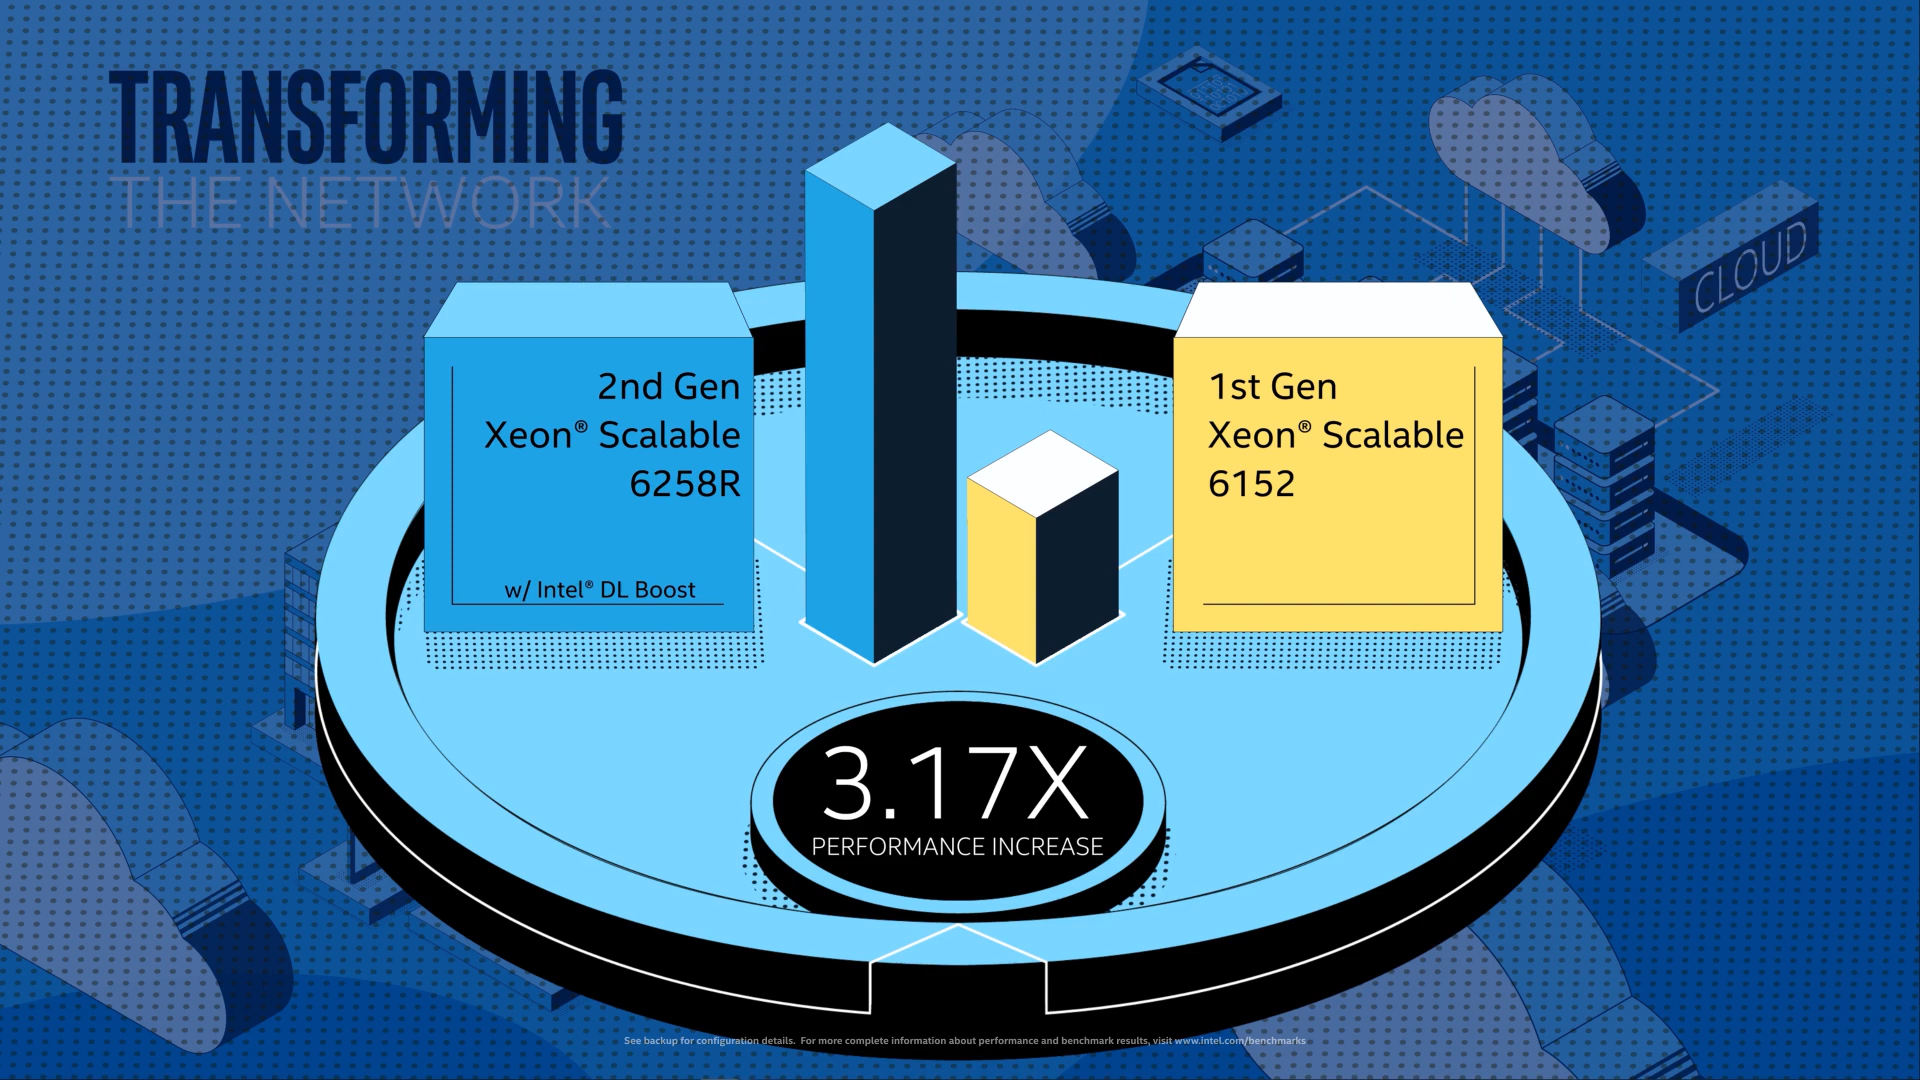 TRANSFORMING
THE NETWORK
CLOUD
2nd Gen
Xeon® Scalable
6258R
w/ Intel® DL Boost
1st Gen
Xeon® Scalable
6152
3.17X
PERFORMANCE INCREASE
See backup for configuration details. For more complete information about performance and benchmark results, visit www.intel.com/benchmarks